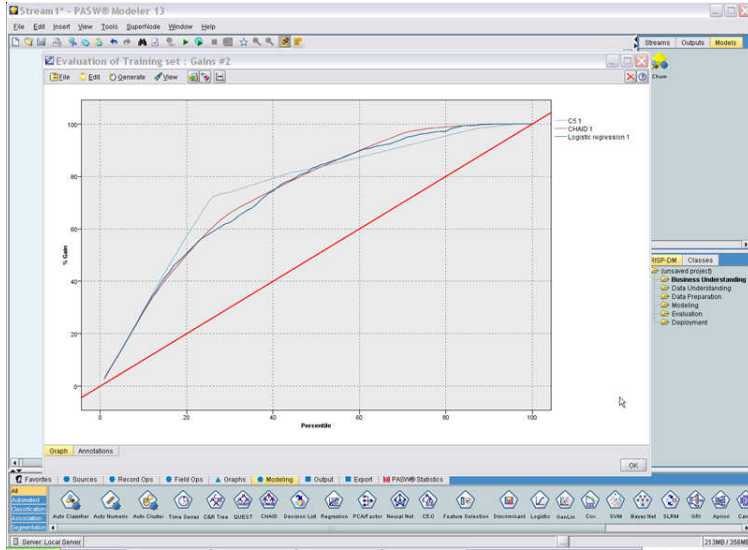 Stream1* - PASW® Modeler 13
File Edit Insert View Tools SuperNode Window Help
Streams Outputs Models
Churn
Evaluation of Training set : Gains #2
File Edit Generate View
C5 1
CHAID 1
Logistic regression 1
100
80
60
40
20
0
% Gain
0 20 40 60 80 100
Percentile
Graph Annotations
OK
RISP-DM Classes
(unsaved project)
Business Understanding
Data Understanding
Data Preparation
Modeling
Evaluation
Deployment
Favorites Sources Record Ops Field Ops Graphs Modeling Output Export PASW® Statistics
All
Automated
Classification
Association
Segmentation
Auto Classifier Auto Numeric Auto Cluster Time Series C&R Tree QUEST CHAID Decision List Regression PCA/Factor Neural Net C5.0 Feature Selection Discriminant Logistic GenLin Cox SVM Bayes Net SLRM GRI Apriori
Server: Local Server